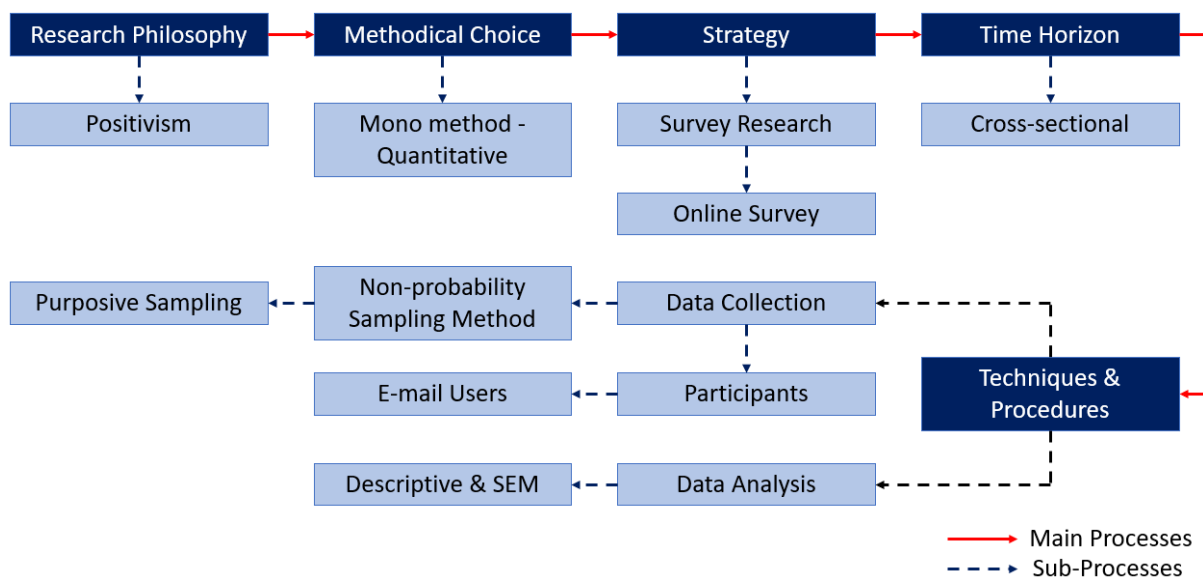 Research Philosophy
Methodical Choice
Strategy
Time Horizon
Positivism
Mono method -
Quantitative
Survey Research
Cross-sectional
Online Survey
Purposive Sampling
Non-probability
Sampling Method
Data Collection
E-mail Users
Participants
Techniques &
Procedures
Descriptive & SEM
Data Analysis
Main Processes
Sub-Processes